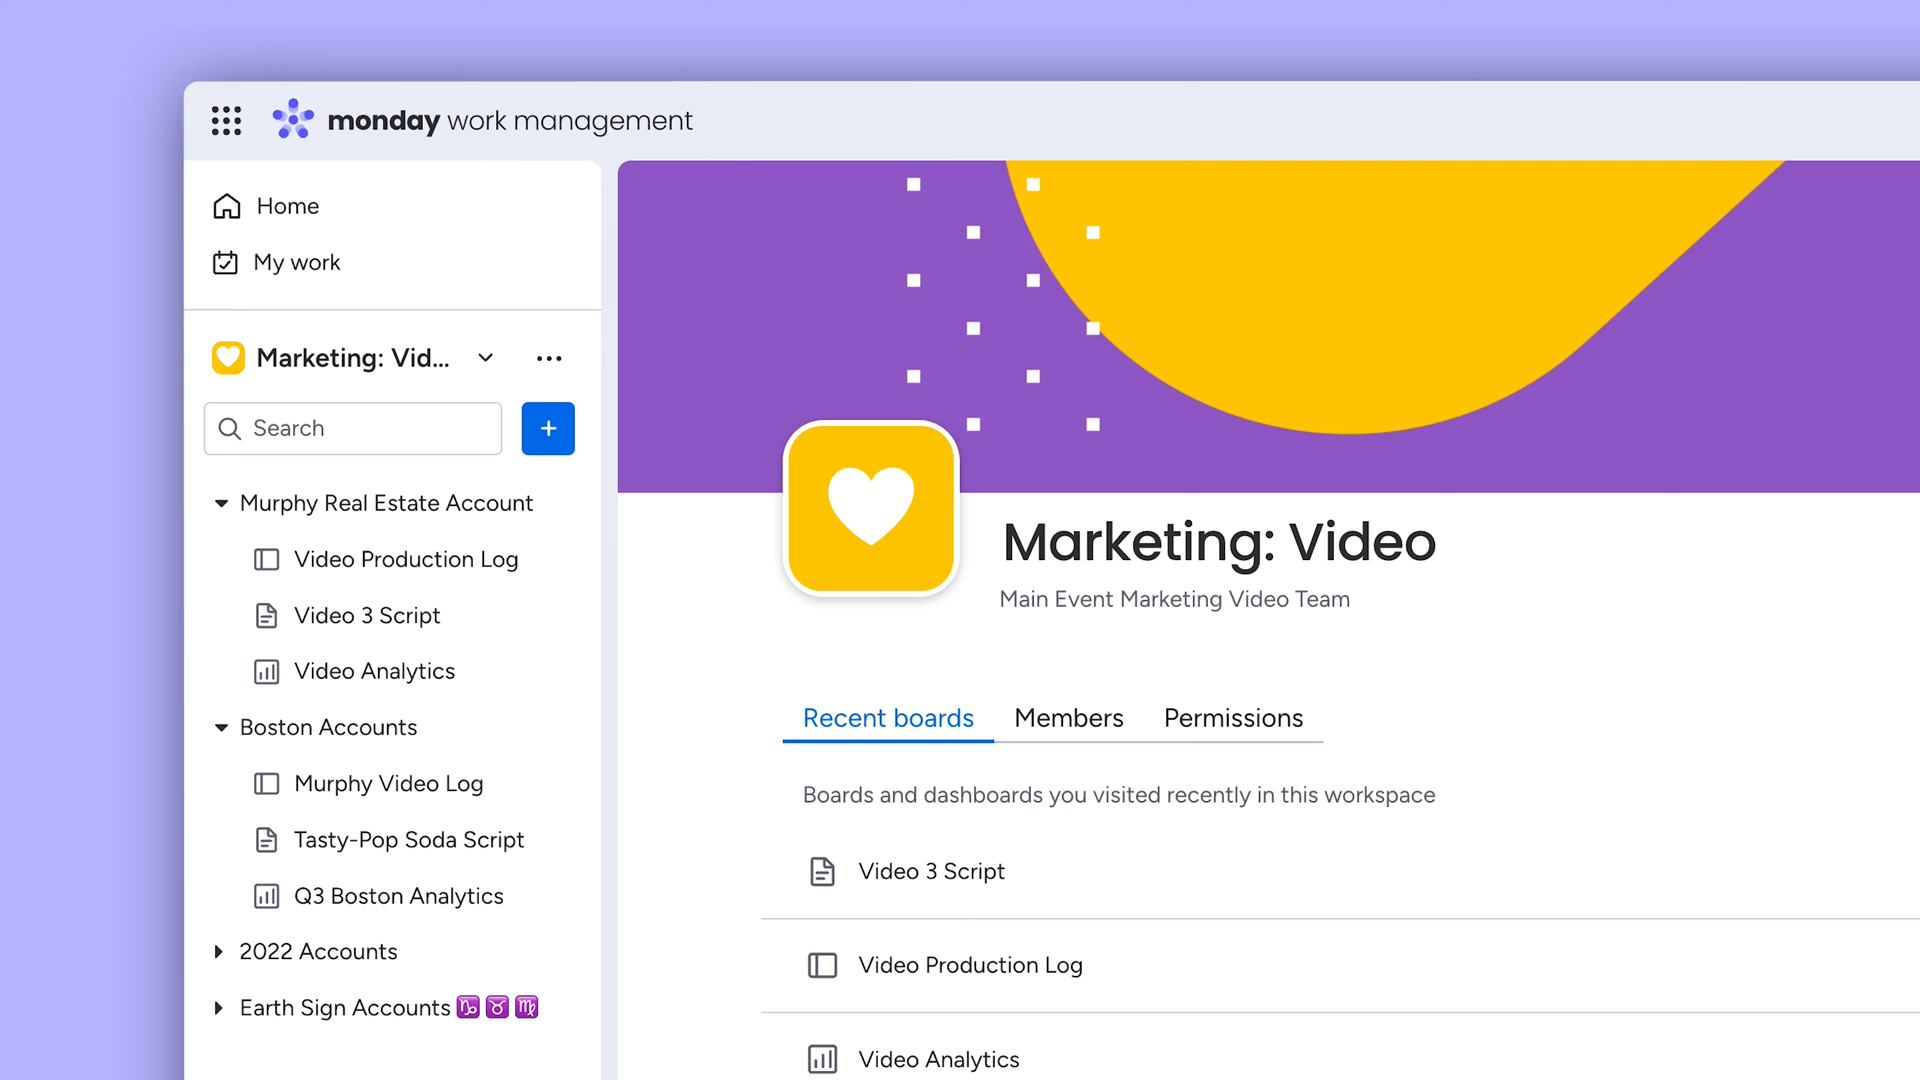 monday work management
Home
My work
Marketing: Vid...
Search
Murphy Real Estate Account
Video Production Log
Video 3 Script
Video Analytics
Boston Accounts
Murphy Video Log
Tasty-Pop Soda Script
Q3 Boston Analytics
2022 Accounts
Earth Sign Accounts ♑ ♉ ♍
Marketing: Video
Main Event Marketing Video Team
Recent boards Members Permissions
Boards and dashboards you visited recently in this workspace
Video 3 Script
Video Production Log
Video Analytics